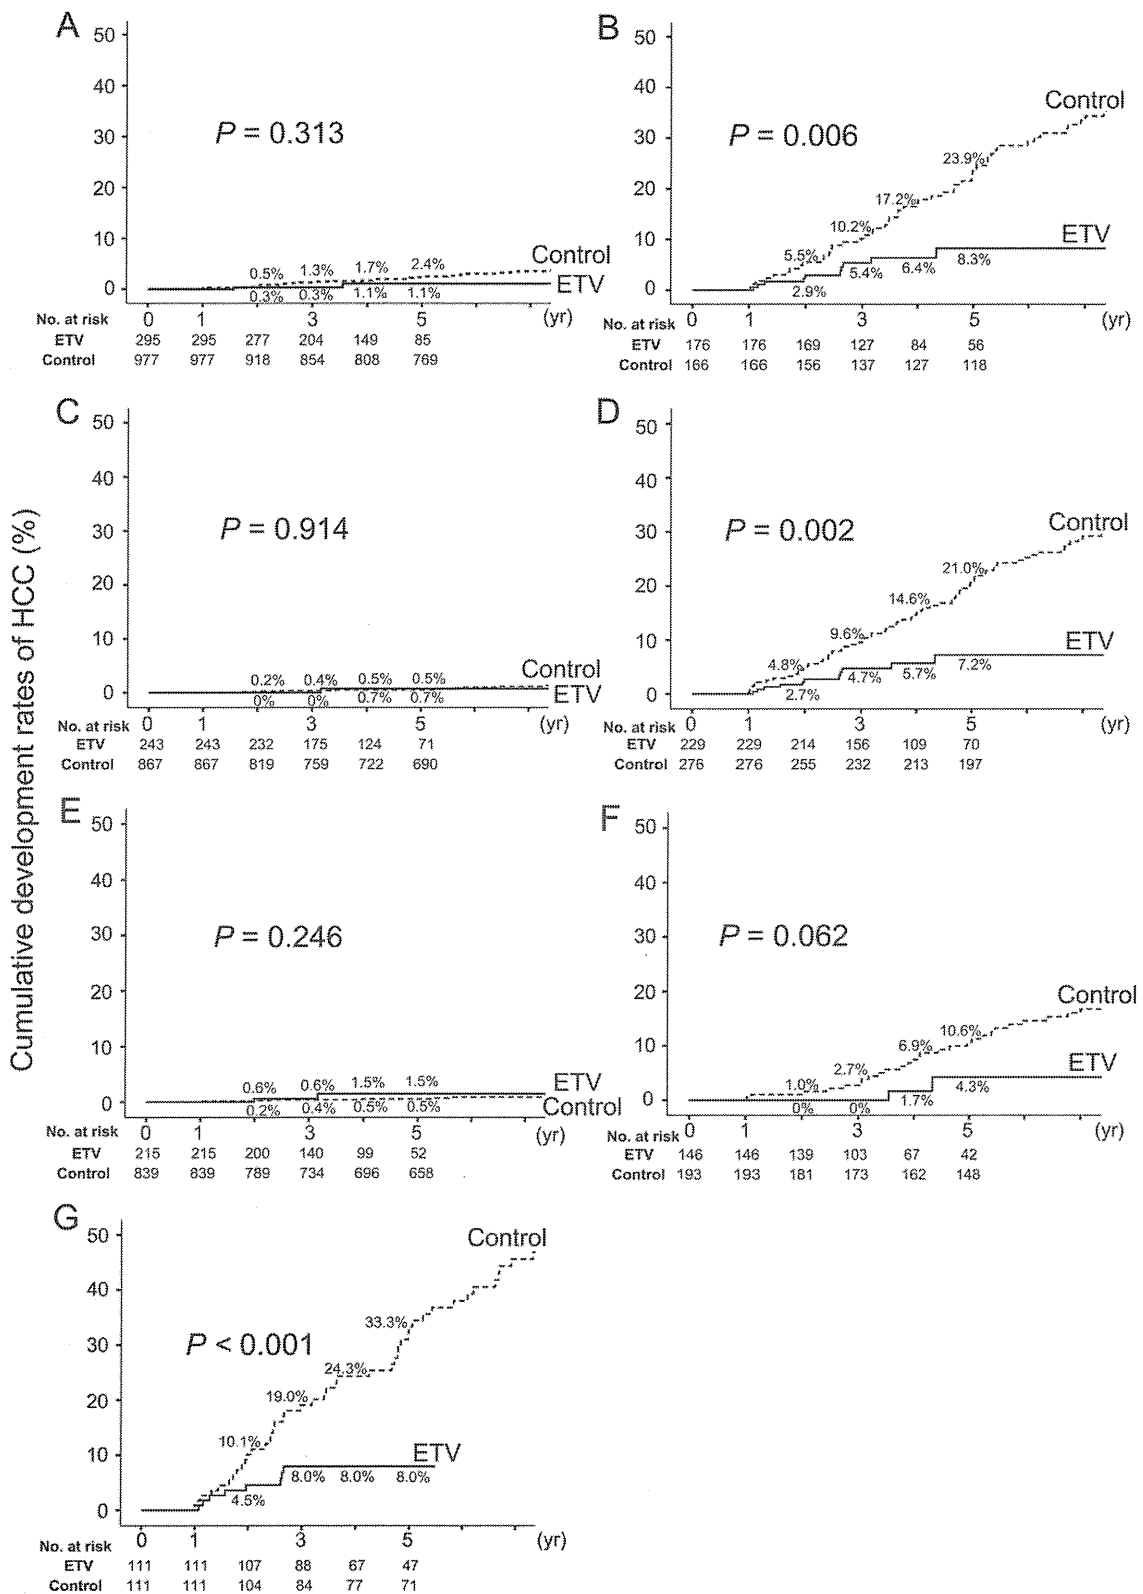 Cumulative development rates of HCC (%)
A
50
40
30
20
10
0
P = 0.313
0.5% 1.3% 1.7% 2.4%
0.3% 0.3% 1.1% 1.1%
Control
ETV
No. at risk 0 1 3 5 (yr)
ETV 295 295 277 204 149 85
Control 977 977 918 854 808 769
B
50
40
30
20
10
0
P = 0.006
5.5% 10.2% 17.2% 23.9%
2.9% 5.4% 6.4% 8.3%
Control
ETV
No. at risk 0 1 3 5 (yr)
ETV 176 176 169 127 84 56
Control 166 166 156 137 127 118
C
50
40
30
20
10
0
P = 0.914
0.2% 0.4% 0.5% 0.5%
0% 0% 0.7% 0.7%
Control
ETV
No. at risk 0 1 3 5 (yr)
ETV 243 243 232 175 124 71
Control 867 867 819 759 722 690
D
50
40
30
20
10
0
P = 0.002
4.8% 9.6% 14.6% 21.0%
2.7% 4.7% 5.7% 7.2%
Control
ETV
No. at risk 0 1 3 5 (yr)
ETV 229 229 214 156 109 70
Control 276 276 255 232 213 197
E
50
40
30
20
10
0
P = 0.246
0.6% 0.6% 1.5% 1.5%
0.2% 0.4% 0.5% 0.5%
ETV
Control
No. at risk 0 1 3 5 (yr)
ETV 215 215 200 140 99 52
Control 839 839 789 734 696 658
F
50
40
30
20
10
0
P = 0.062
1.0% 2.7% 6.9% 10.6%
0% 0% 1.7% 4.3%
Control
ETV
No. at risk 0 1 3 5 (yr)
ETV 146 146 139 103 67 42
Control 193 193 181 173 162 148
G
50
40
30
20
10
0
P < 0.001
10.1% 19.0% 24.3% 33.3%
4.5% 8.0% 8.0% 8.0%
Control
ETV
No. at risk 0 1 3 5 (yr)
ETV 111 111 107 88 67 47
Control 111 111 104 84 77 71